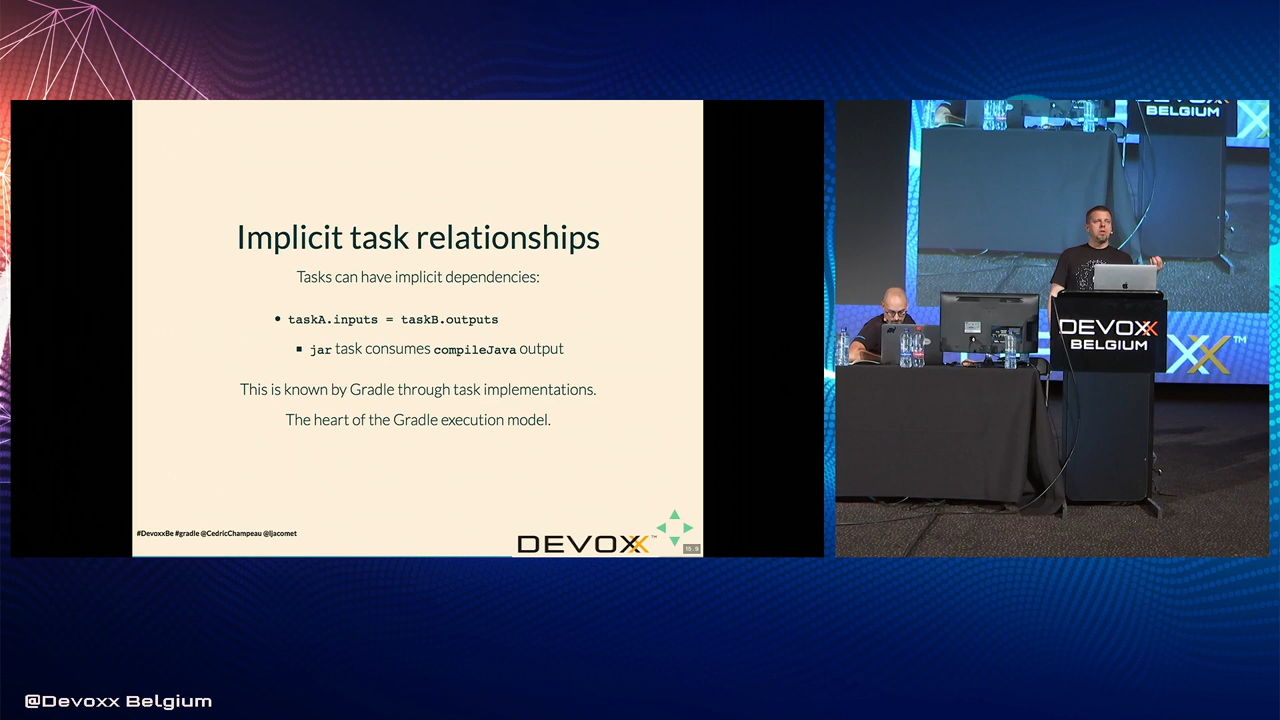 Implicit task relationships
Tasks can have implicit dependencies:
• taskA.inputs = taskB.outputs
▪ jar task consumes compileJava output
This is known by Gradle through task implementations.
The heart of the Gradle execution model.
#DevoxxBe #gradle @CedricChampeau @ljacomet
DEVOXX™
BELGIUM
DEVOXX
BELGIUM
@Devoxx Belgium